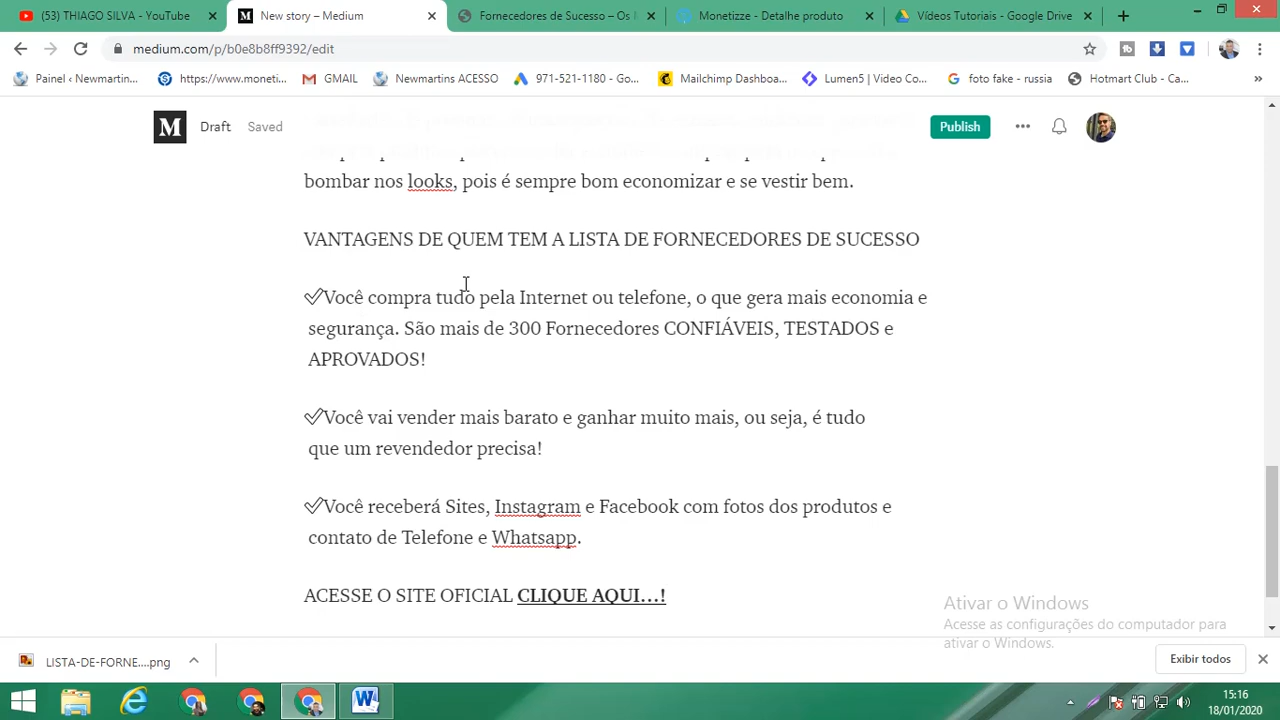 (53) THIAGO SILVA - YouTube
New story – Medium
Fornecedores de Sucesso – Os
Monetizze - Detalhe produto
Vídeos Tutoriais - Google Drive
medium.com/p/b0e8b8ff9392/edit
Painel ‹ Newmartins...
https://www.moneti...
GMAIL
Newmartins ACESSO
971-521-1180 - Go...
Mailchimp Dashboa...
Lumen5 | Video Co...
foto fake - russia
Hotmart Club - Ca...
M
Draft
Saved
Publish
bombar nos looks, pois é sempre bom economizar e se vestir bem.
VANTAGENS DE QUEM TEM A LISTA DE FORNECEDORES DE SUCESSO
✅Você compra tudo pela Internet ou telefone, o que gera mais economia e
segurança. São mais de 300 Fornecedores CONFIÁVEIS, TESTADOS e
APROVADOS!
✅Você vai vender mais barato e ganhar muito mais, ou seja, é tudo
que um revendedor precisa!
✅Você receberá Sites, Instagram e Facebook com fotos dos produtos e
contato de Telefone e Whatsapp.
ACESSE O SITE OFICIAL CLIQUE AQUI…!
Ativar o Windows
Acesse as configurações do computador para
ativar o Windows.
LISTA-DE-FORNE....png
Exibir todos
15:16
18/01/2020